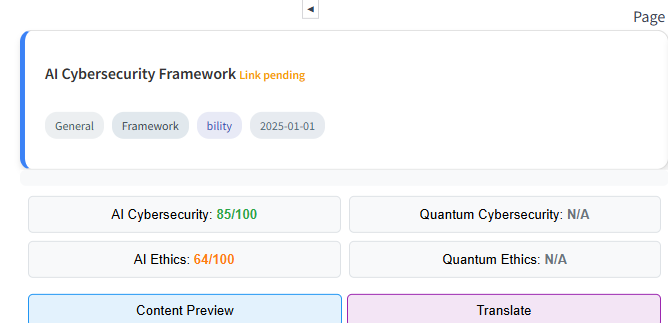 Page
AI Cybersecurity Framework Link pending
General Framework bility 2025-01-01
AI Cybersecurity: 85/100 Quantum Cybersecurity: N/A
AI Ethics: 64/100 Quantum Ethics: N/A
Content Preview Translate